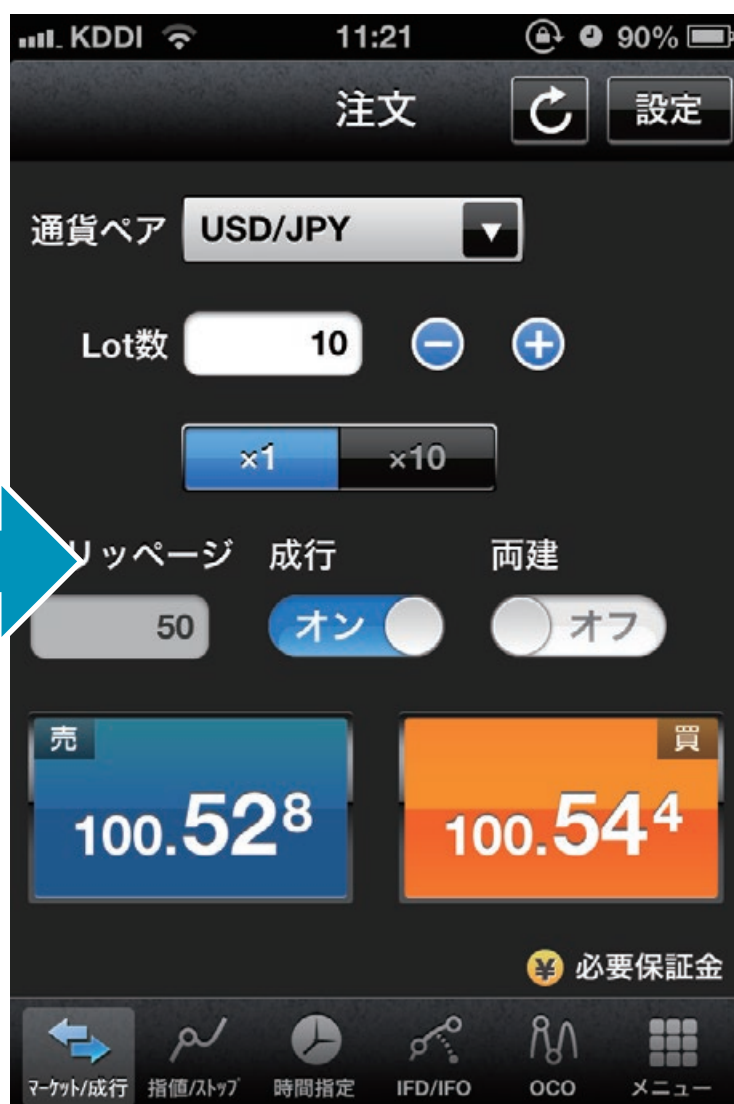 KDDI 11:21 90%
注文 設定
通貨ペア USD/JPY
Lot数 10
×1 ×10
リッページ 成行 両建
50 オン オフ
売 買
100.528 100.544
¥ 必要保証金
マーケット/成行 指値/ストップ 時間指定 IFD/IFO OCO メニュー